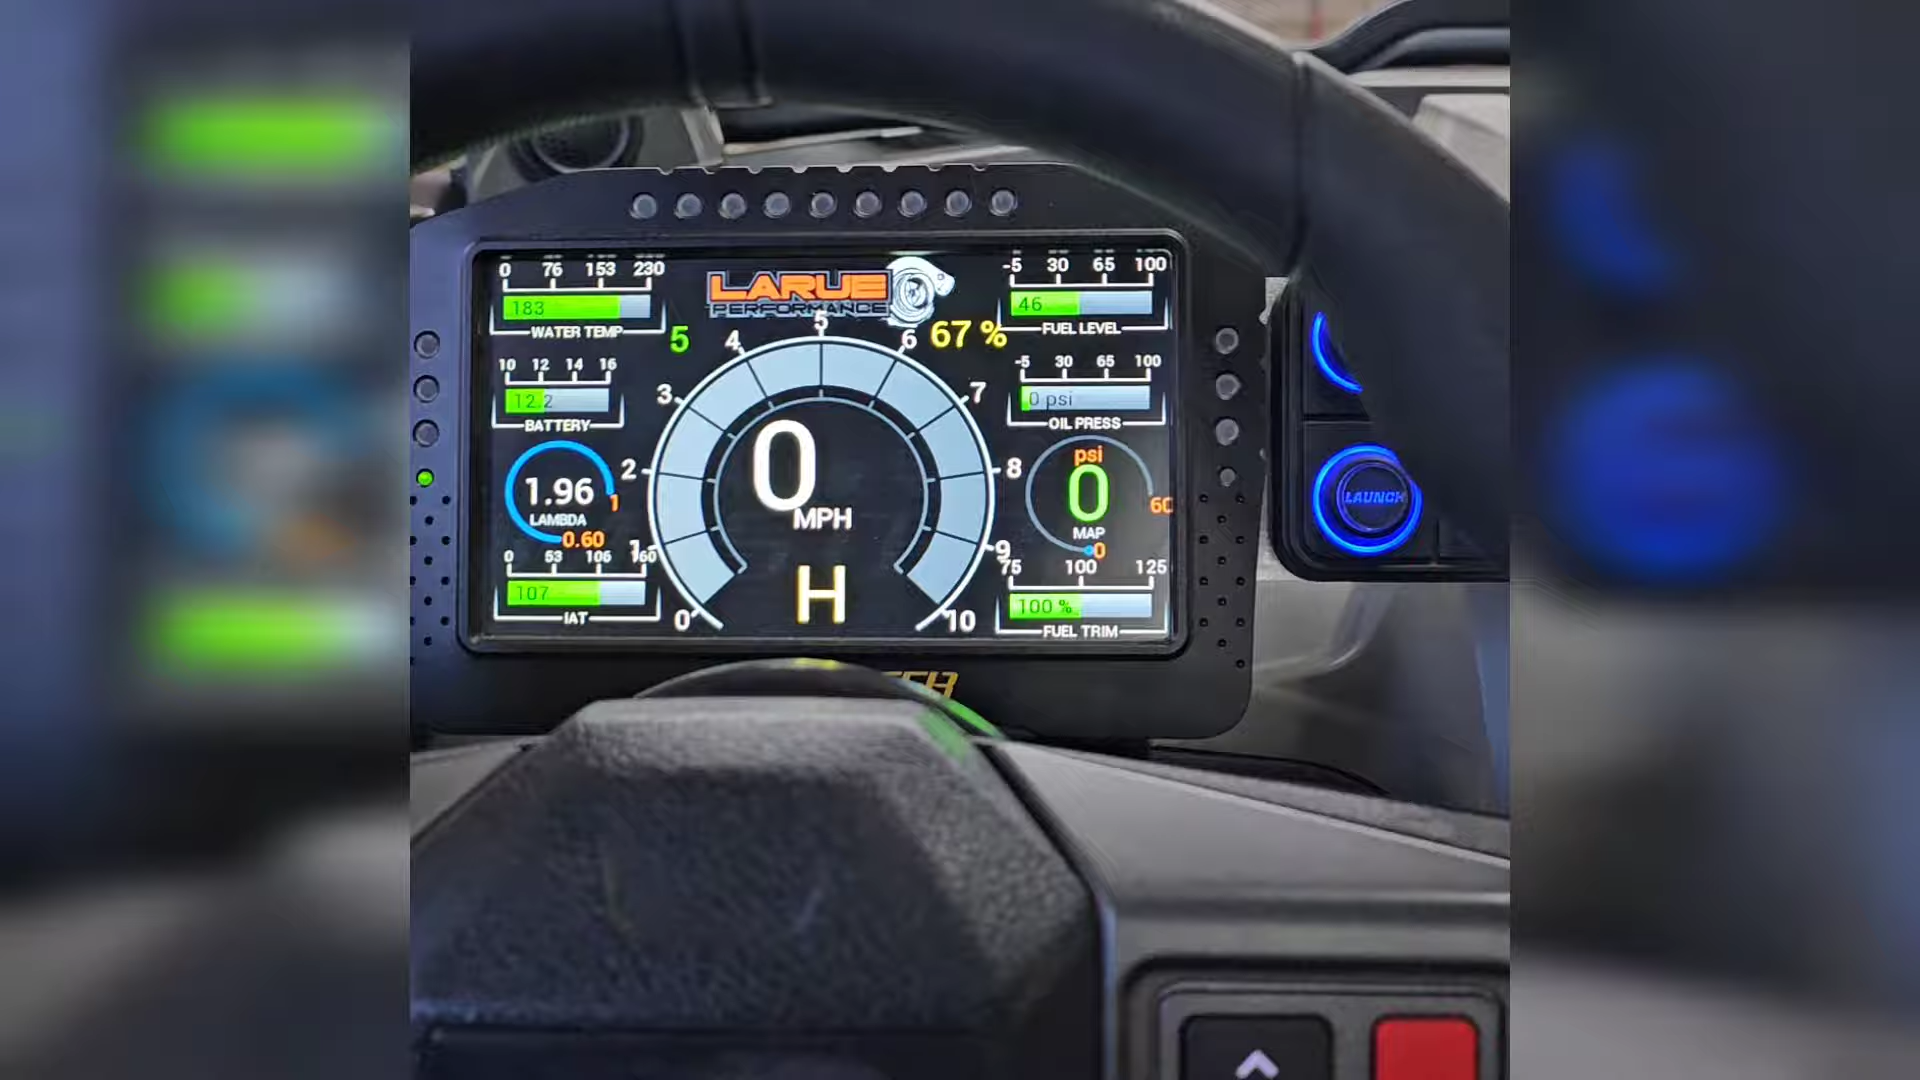 0 76 153 230
183
WATER TEMP
LARUE
PERFORMANCE
-5 30 65 100
46
FUEL LEVEL
5
67 %
10 12 14 16
12.2
BATTERY
-5 30 65 100
0 psi
OIL PRESS
0 1 2 3 4 5 6 7 8 9 10
0
MPH
H
1.96
LAMBDA
1
0.60
psi
0
MAP
60
0
0 53 106 160
107
IAT
75 100 125
100 %
FUEL TRIM
LAUNCH